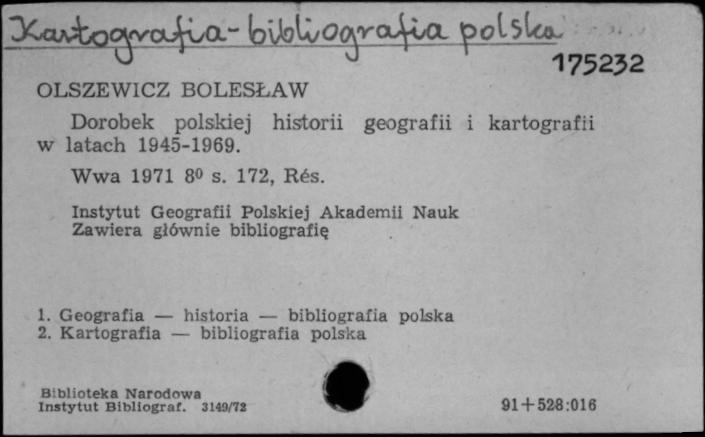 Kartografia - bibliografia polska
175232
OLSZEWICZ BOLESŁAW
Dorobek polskiej historii geografii i kartografii
w latach 1945-1969.
Wwa 1971 8⁰ s. 172, Rés.
Instytut Geografii Polskiej Akademii Nauk
Zawiera głównie bibliografię
1. Geografia — historia — bibliografia polska
2. Kartografia — bibliografia polska
Biblioteka Narodowa
Instytut Bibliograf. 3149/72
91+528:016